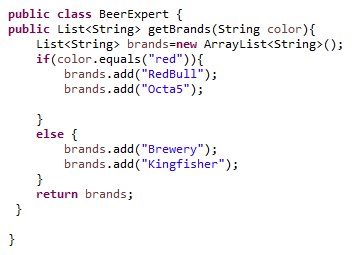 public class BeerExpert {
public List<String> getBrands(String color){
    List<String> brands=new ArrayList<String>();
    if(color.equals("red")){
        brands.add("RedBull");
        brands.add("Octa5");

    }
    else {
        brands.add("Brewery");
        brands.add("Kingfisher");
    }
    return brands;
 }

}